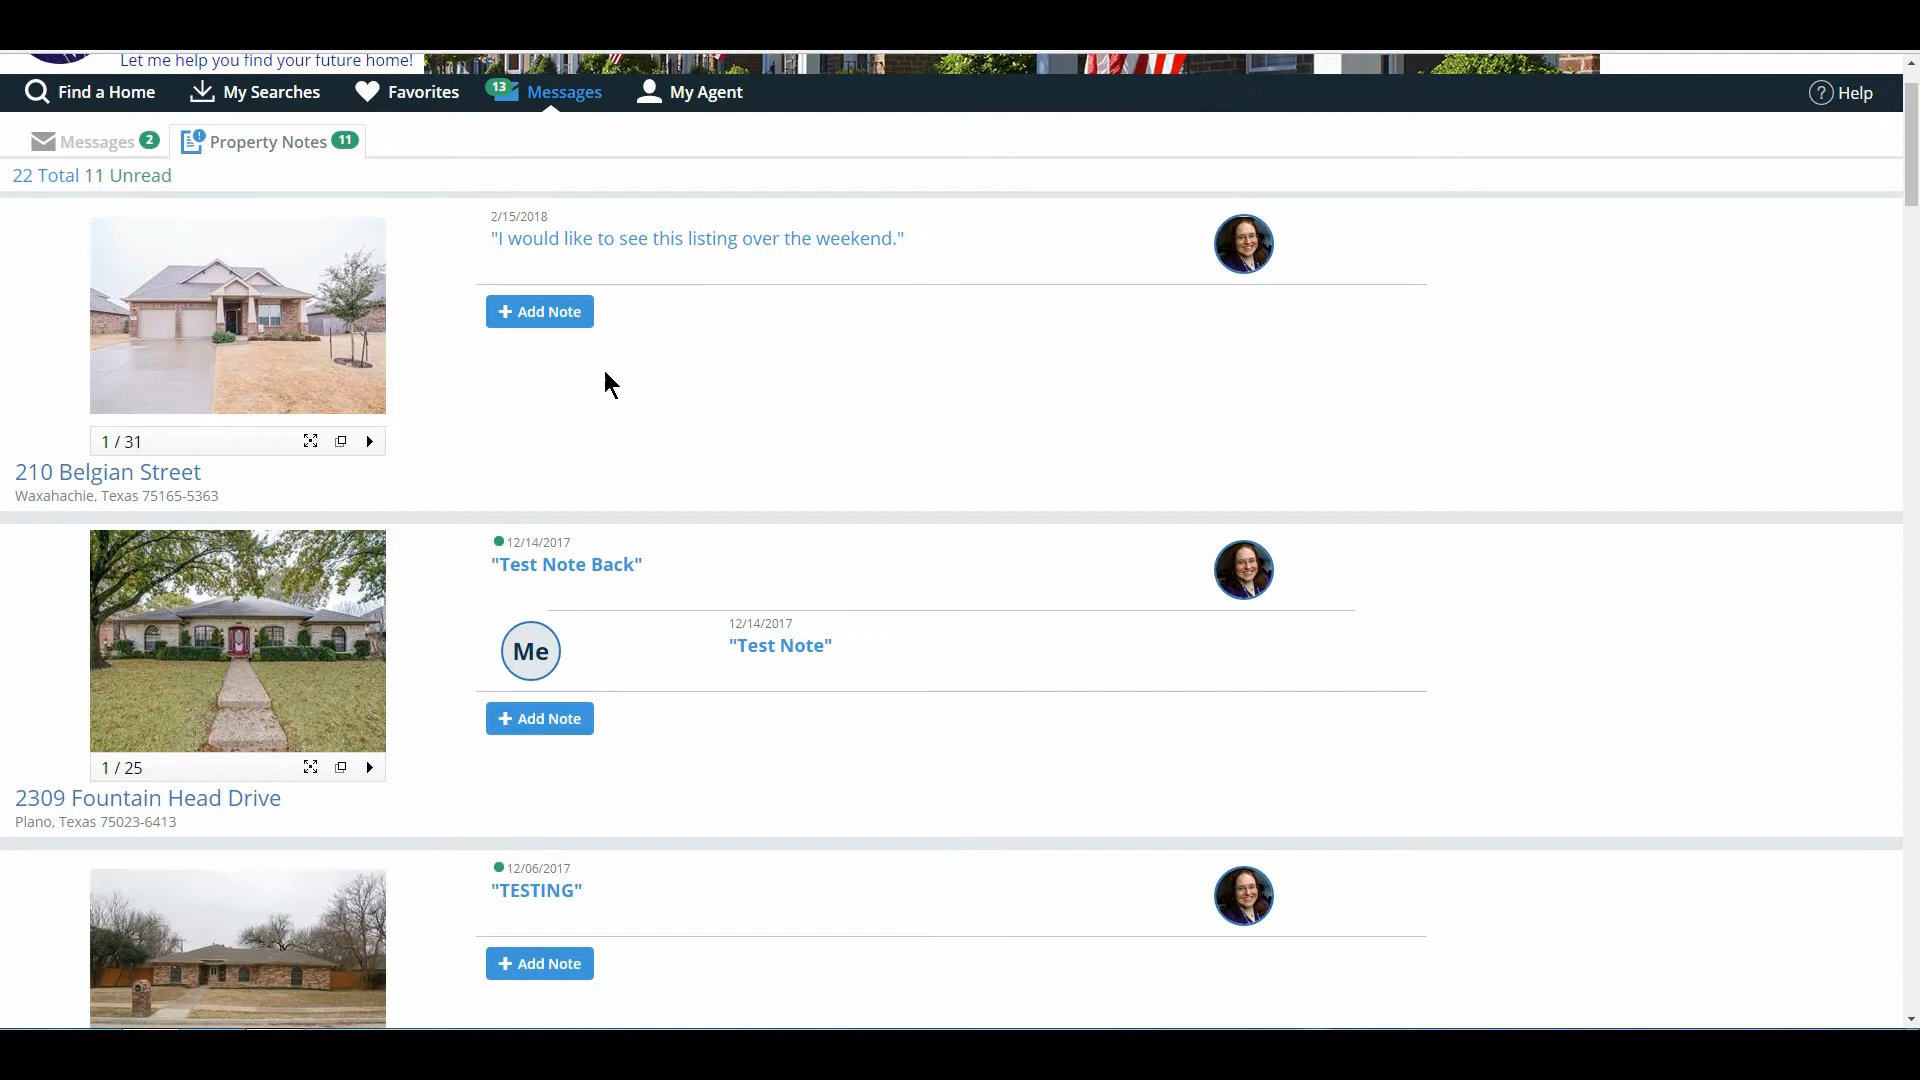 Let me help you find your future home!
Find a Home My Searches Favorites 13 Messages My Agent ? Help
Messages 2 Property Notes 11
22 Total 11 Unread
2/15/2018
"I would like to see this listing over the weekend."
+ Add Note
1 / 31
210 Belgian Street
Waxahachie, Texas 75165-5363
12/14/2017
"Test Note Back"
Me
12/14/2017
"Test Note"
+ Add Note
1 / 25
2309 Fountain Head Drive
Plano, Texas 75023-6413
12/06/2017
"TESTING"
+ Add Note